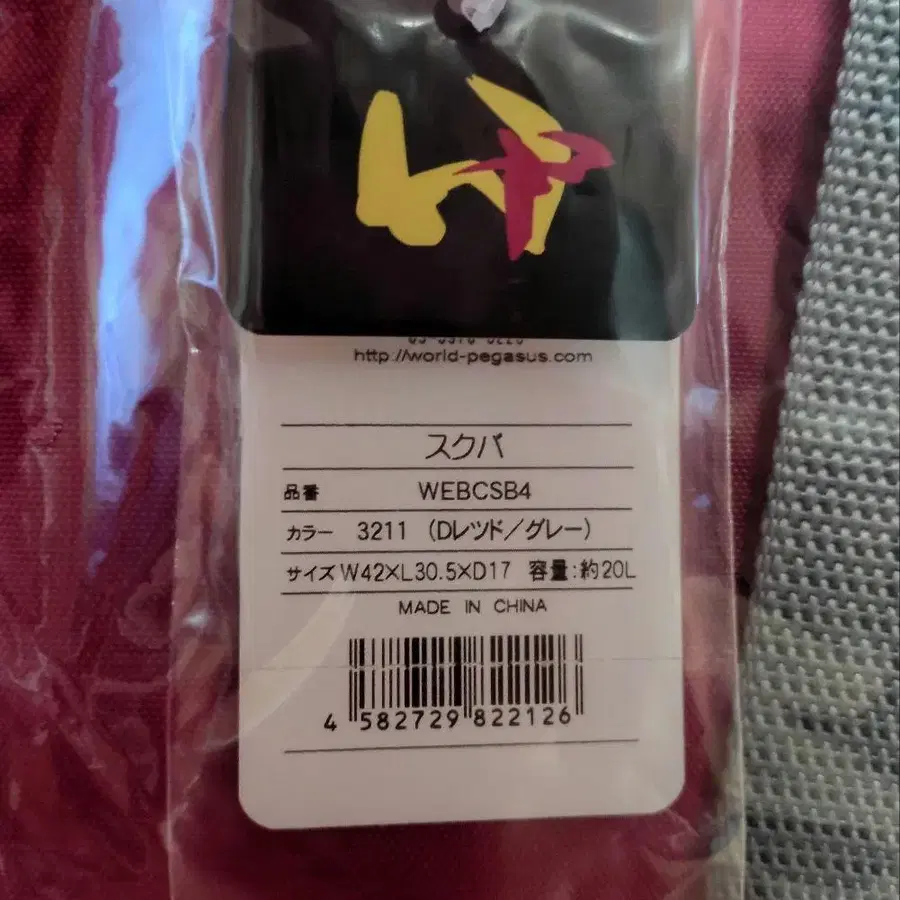 http://world-pegasus.com
スクバ
品番 WEBCSB4
カラー 3211 (Dレッド/グレー)
サイズ W42×L30.5×D17 容量:約20L
MADE IN CHINA
4 582729 822126